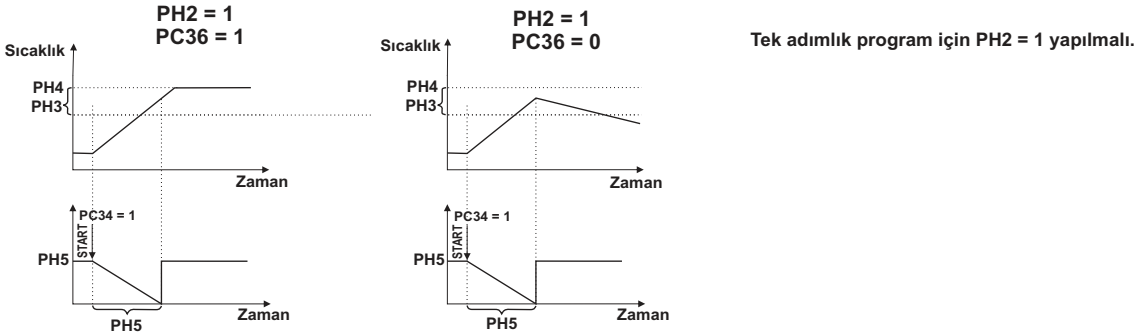 PH2 = 1
PC36 = 1
Sıcaklık
PH4
PH3
Zaman
PC34 = 1
START
PH5
Zaman
PH5
PH2 = 1
PC36 = 0
Sıcaklık
PH4
PH3
Zaman
PC34 = 1
START
PH5
Zaman
PH5
Tek adımlık program için PH2 = 1 yapılmalı.